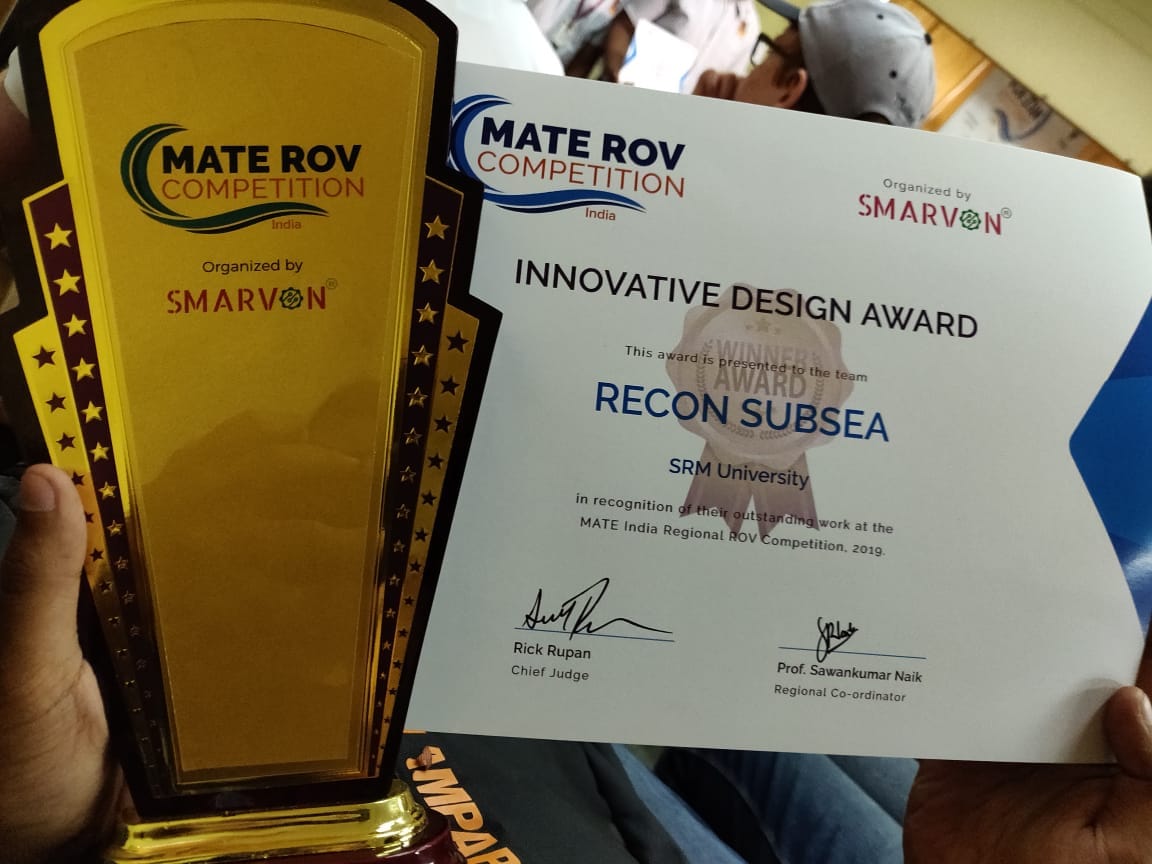 MATE ROV
COMPETITION
India
Organized by
SMARVON®
MATE ROV
COMPETITION
India
Organized by
SMARVON®
INNOVATIVE DESIGN AWARD
WINNER
AWARD
This award is presented to the team
RECON SUBSEA
SRM University
in recognition of their outstanding work at the
MATE India Regional ROV Competition, 2019.
Rick Rupan
Chief Judge
Prof. Sawankumar Naik
Regional Co-ordinator